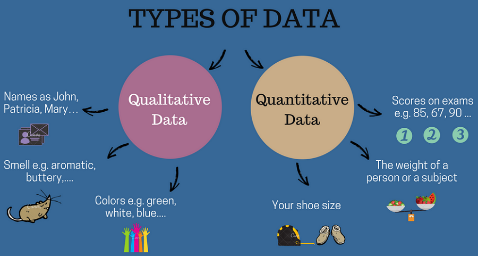 TYPES OF DATA
Qualitative
Data
Quantitative
Data
Names as John,
Patricia, Mary...
Smell e.g. aromatic,
buttery,....
Colors e.g. green,
white, blue....
Scores on exams
e.g. 85, 67, 90 ...
1 2 3
The weight of a
person or a subject
Your shoe size